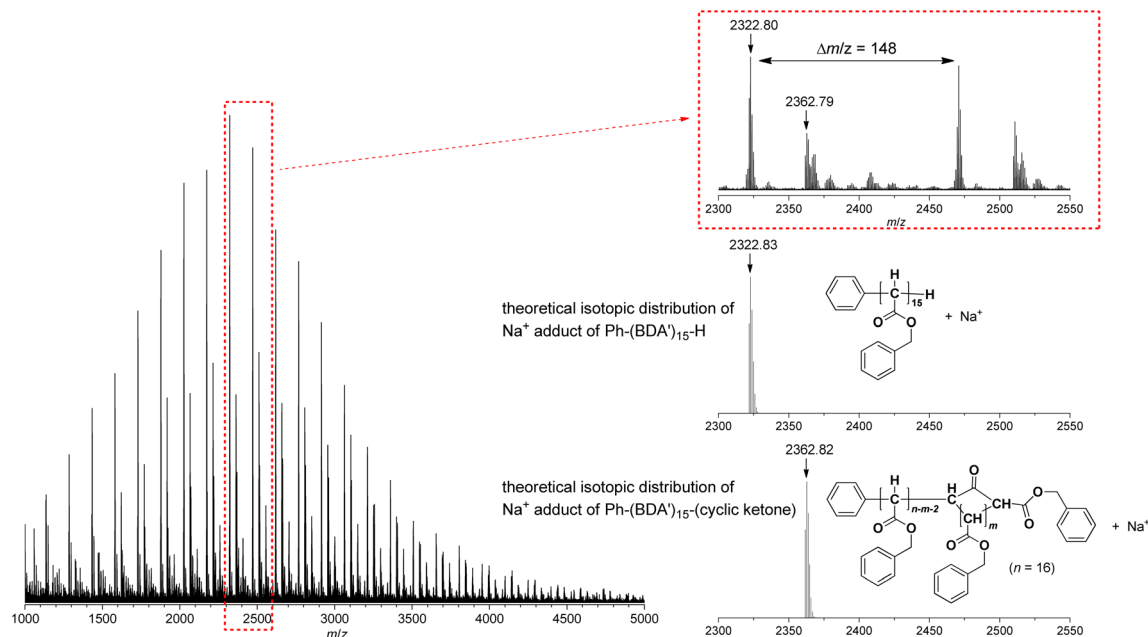 2322.80
Δm/z = 148
2362.79
2300 2350 2400 2450 2500 2550
m/z
2322.83
theoretical isotopic distribution of
Na⁺ adduct of Ph-(BDA')₁₅-H
H
C
H
15
O
O
+ Na⁺
2300 2350 2400 2450 2500 2550
2362.82
theoretical isotopic distribution of
Na⁺ adduct of Ph-(BDA')₁₅-(cyclic ketone)
O
H
H
O
C
C
C
C
n-m-2
CH
m
O
O
O
O
O
+ Na⁺
(n = 16)
2300 2350 2400 2450 2500 2550
1000 1500 2000 2500 3000 3500 4000 4500 5000
m/z
m/z